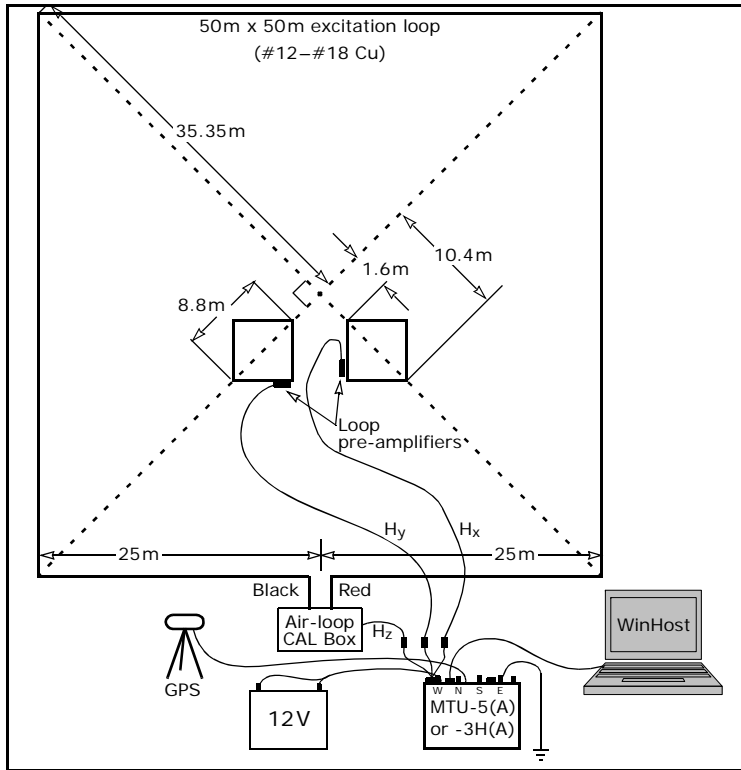 50m x 50m excitation loop
(#12–#18 Cu)
35.35m
10.4m
1.6m
8.8m
Loop
pre-amplifiers
Hy
Hx
25m
25m
Black
Red
Air-loop
CAL Box
Hz
WinHost
GPS
12V
W N S E
MTU-5(A)
or -3H(A)